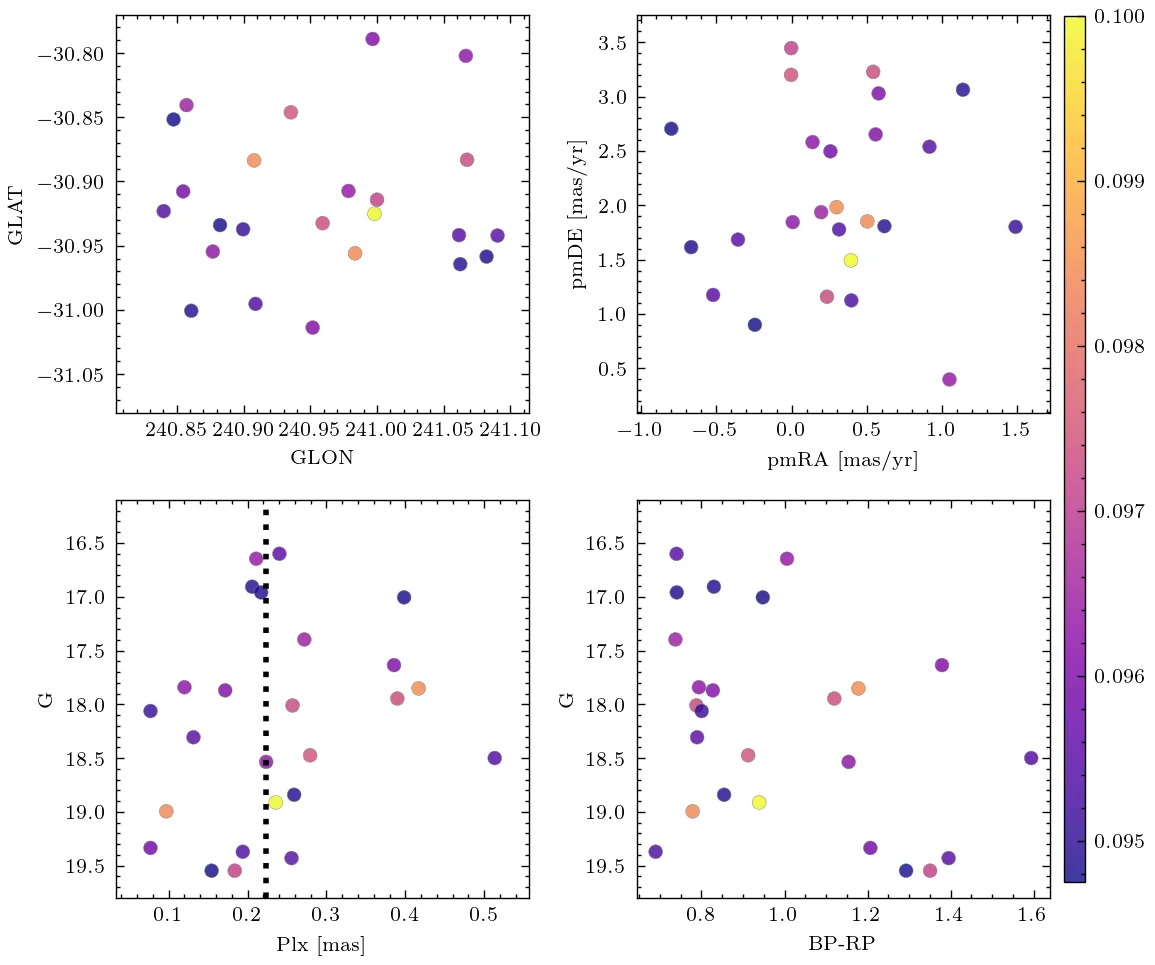 −30.80
−30.85
−30.90
−30.95
−31.00
−31.05
GLAT
240.85 240.90 240.95 241.00 241.05 241.10
GLON
3.5
3.0
2.5
2.0
1.5
1.0
0.5
pmDE [mas/yr]
−1.0 −0.5 0.0 0.5 1.0 1.5
pmRA [mas/yr]
0.100
0.099
0.098
0.097
0.096
0.095
16.5
17.0
17.5
18.0
18.5
19.0
19.5
G
0.1 0.2 0.3 0.4 0.5
Plx [mas]
16.5
17.0
17.5
18.0
18.5
19.0
19.5
G
0.8 1.0 1.2 1.4 1.6
BP-RP